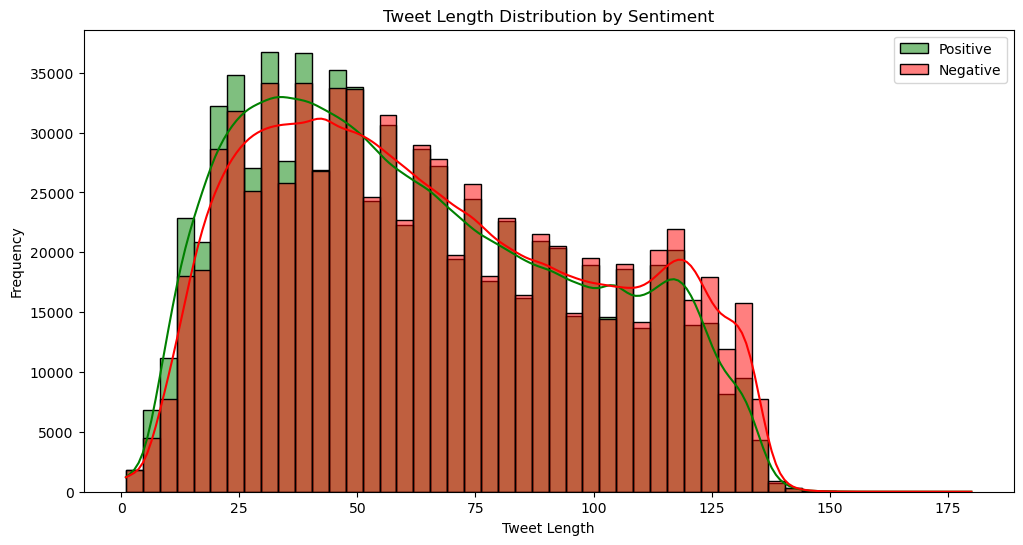 Tweet Length Distribution by Sentiment
Positive
Negative
Frequency
35000
30000
25000
20000
15000
10000
5000
0
0 25 50 75 100 125 150 175
Tweet Length